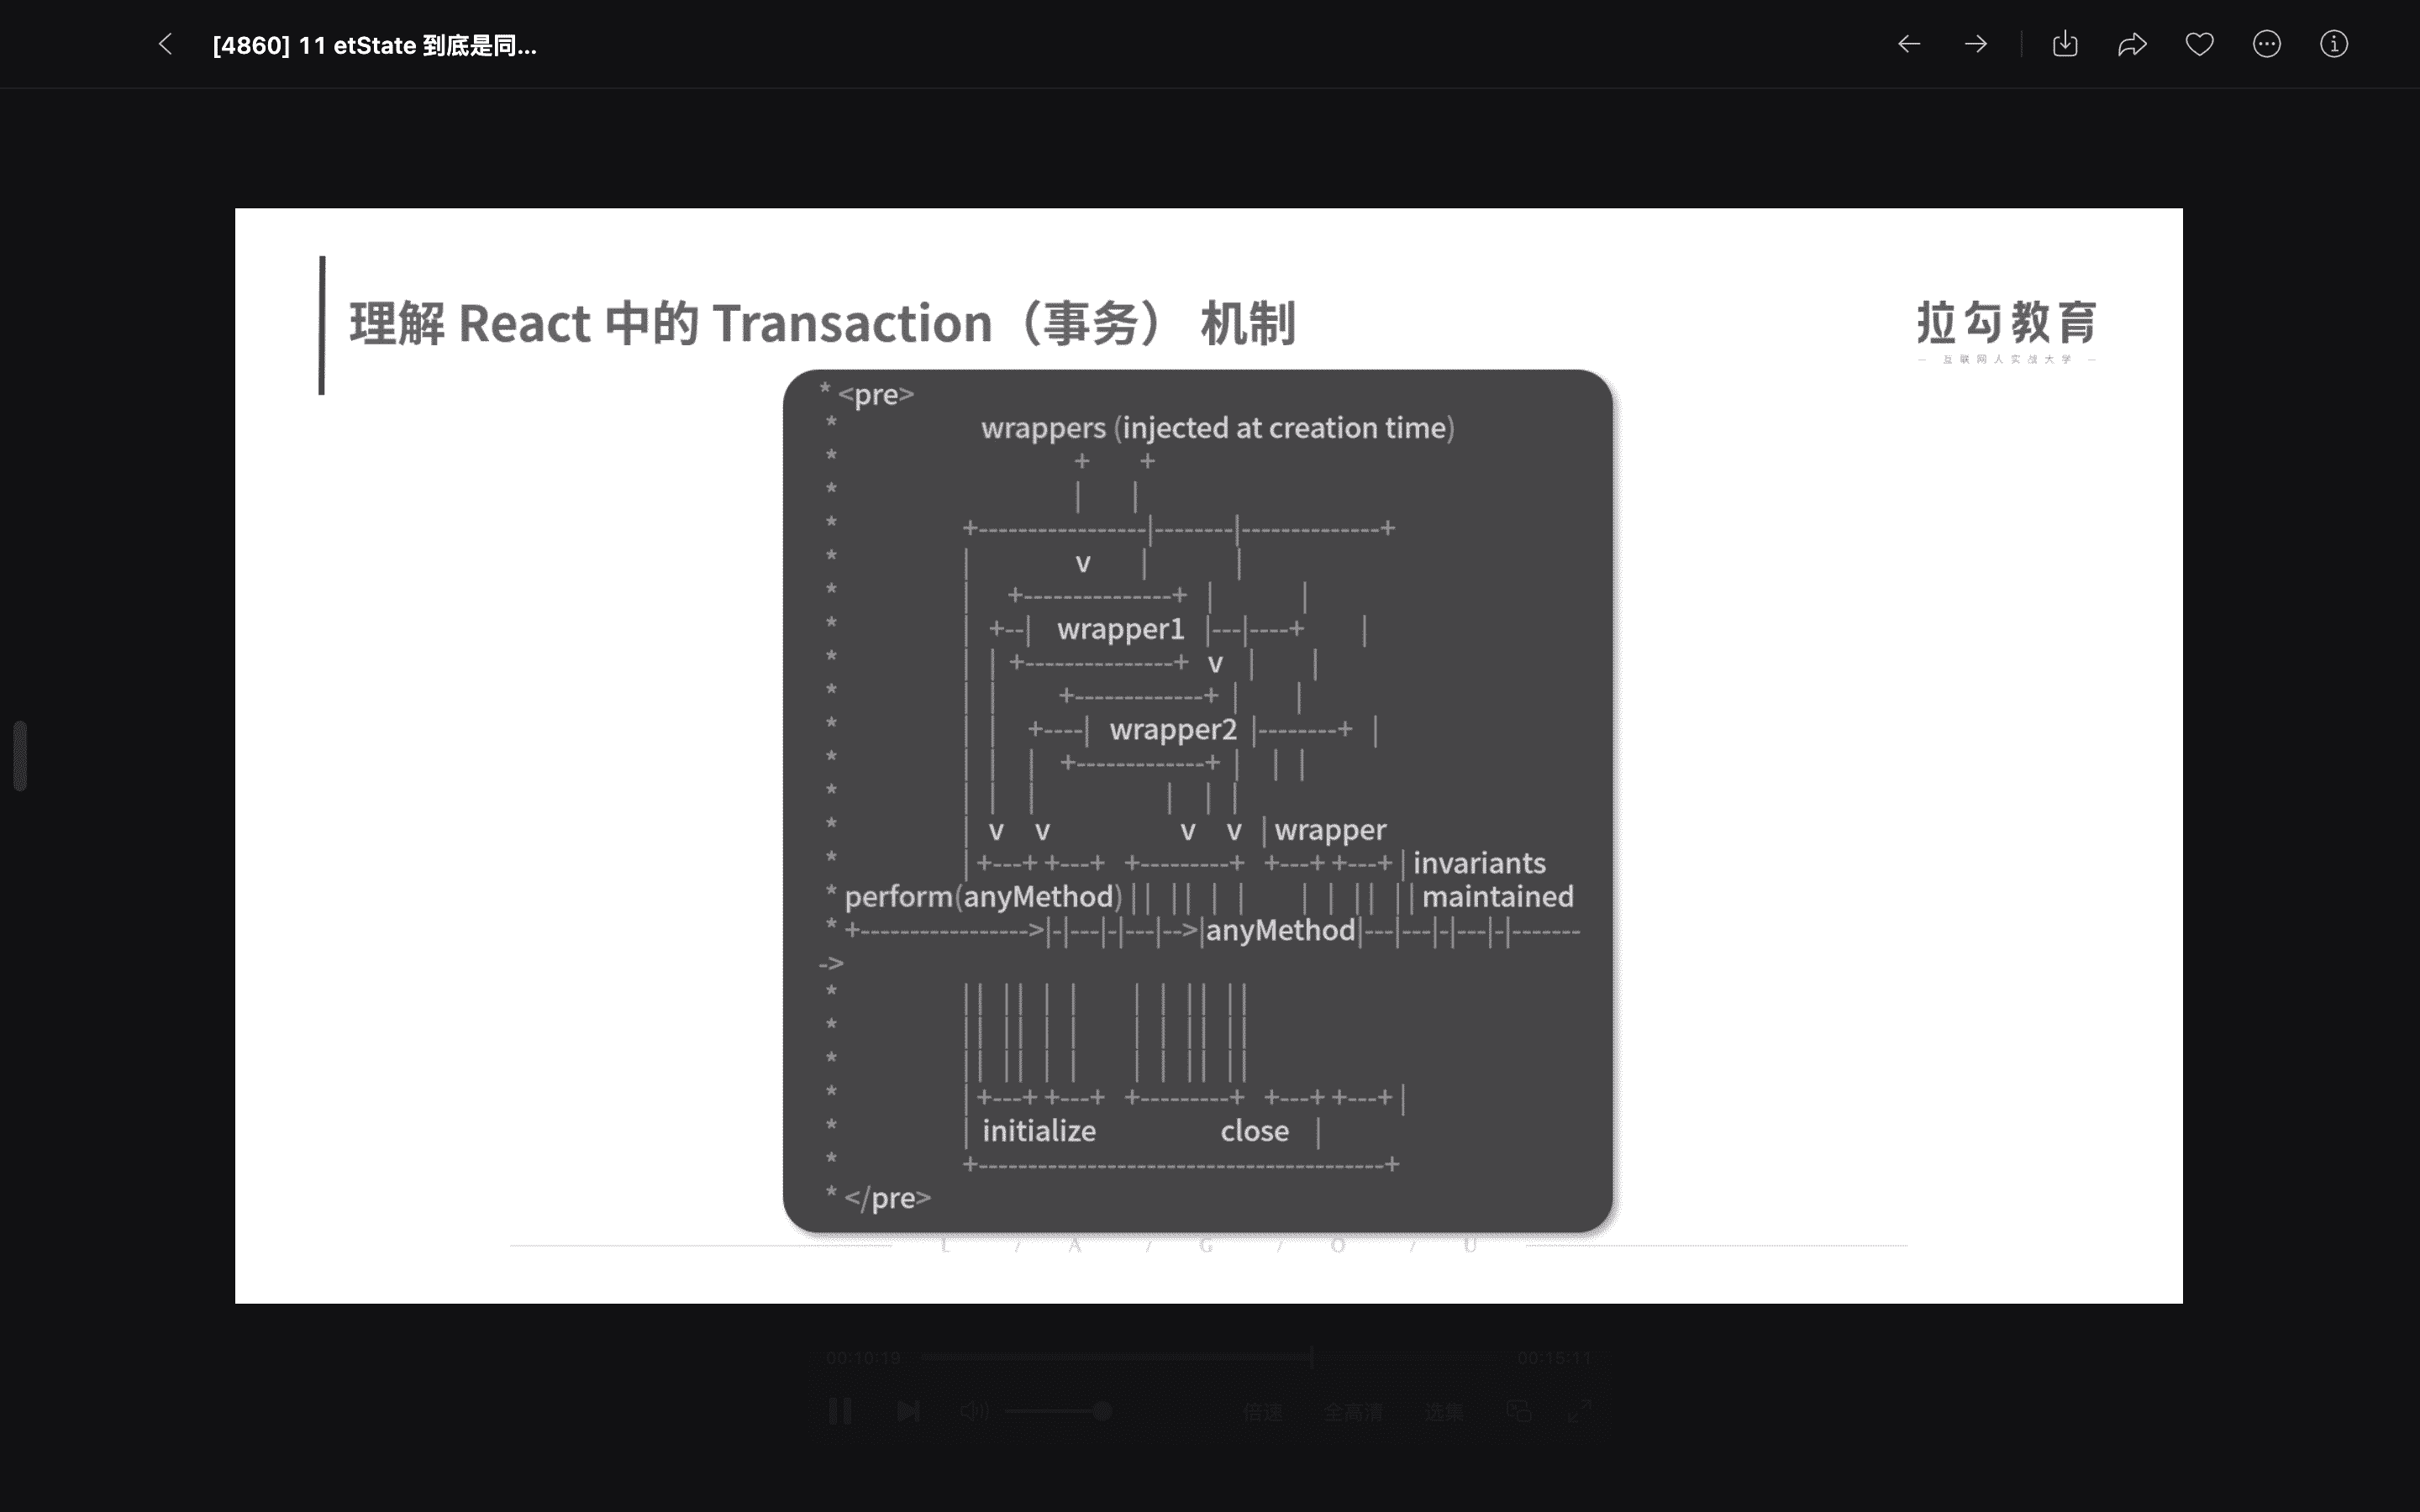 [4860] 11 etState 到底是同...
理解 React 中的 Transaction（事务） 机制
拉勾教育
— 互联网人实战大学 —
* <pre>
* wrappers (injected at creation time)
* + +
* | |
* +-----------------|--------|--------------+
* | v | |
* | +---------------+ | |
* | +--| wrapper1 |---|----+ |
* | | +---------------+ v | |
* | | +-------------+ | |
* | | +----| wrapper2 |--------+ |
* | | | +-------------+ | | |
* | | | | | |
* | v v v v | wrapper
* | +---+ +---+ +---------+ +---+ +---+ | invariants
* perform(anyMethod) | | | | | | | | | | | | maintained
* +----------------->|-|---|-|---|-->|anyMethod|---|---|-|---|-|-------
->
* | | | | | | | | | | | |
* | | | | | | | | | | | |
* | | | | | | | | | | | |
* | +---+ +---+ +---------+ +---+ +---+ |
* | initialize close |
* +-----------------------------------------+
* </pre>
L / A / G / O / U
00:10:19
00:15:11
倍速 全高清 选集